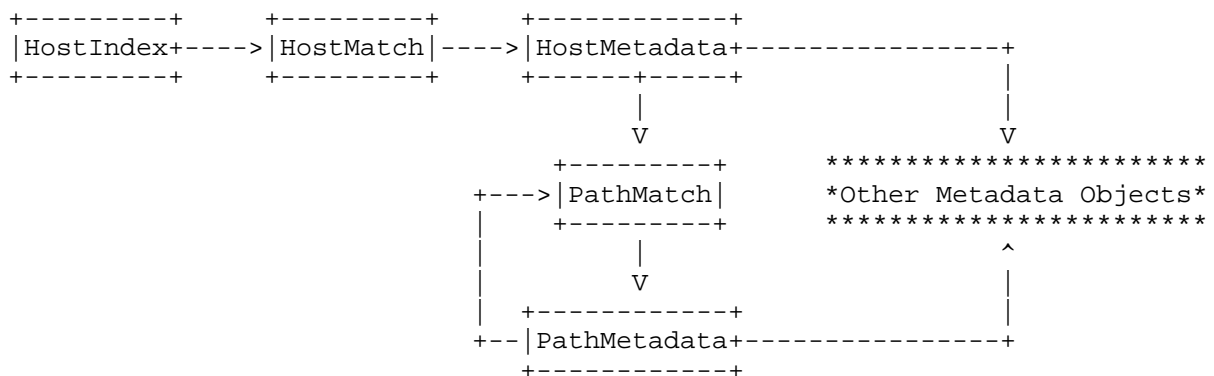 +---------+      +---------+      +------------+
|HostIndex+---->|HostMatch|---->|HostMetadata+----------------+
+---------+      +---------+      +------+-----+                |
                                         |                      |
                                         V                      V
                                    +---------+       ************************
                               +--->|PathMatch|       *Other Metadata Objects*
                               |    +---------+       ************************
                               |         |                      ^
                               |         V                      |
                               |  +------------+                |
                               +--|PathMetadata+----------------+
                                  +------------+